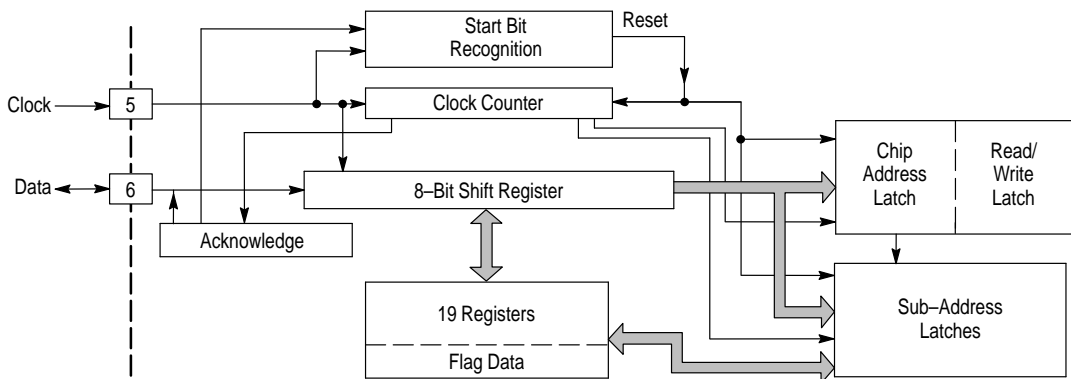 Start Bit
Recognition
Reset
Clock
5
Clock Counter
Data
6
8–Bit Shift Register
Chip
Address
Latch
Read/
Write
Latch
Acknowledge
19 Registers
Flag Data
Sub–Address
Latches